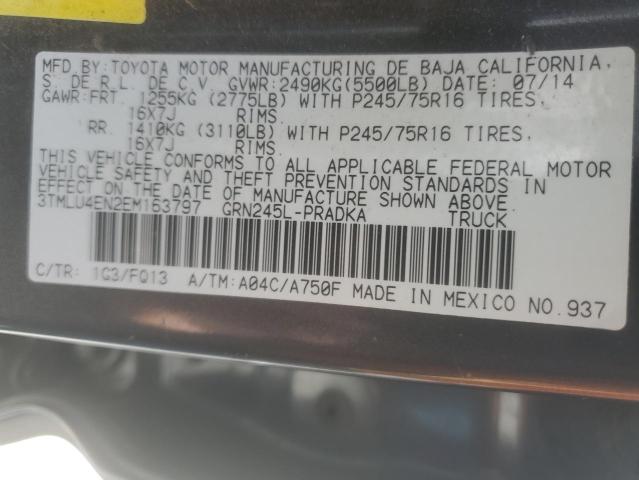 MFD. BY: TOYOTA MOTOR MANUFACTURING DE BAJA CALIFORNIA,
S. DE R.L. DE C.V. GVWR:2490KG(5500LB) DATE: 07/14
GAWR:FRT. 1255KG (2775LB) WITH P245/75R16 TIRES,
16X7J RIMS
RR. 1410KG (3110LB) WITH P245/75R16 TIRES,
16X7J RIMS
THIS VEHICLE CONFORMS TO ALL APPLICABLE FEDERAL MOTOR
VEHICLE SAFETY AND THEFT PREVENTION STANDARDS IN
EFFECT ON THE DATE OF MANUFACTURE SHOWN ABOVE.
3TMLU4EN2EM163797 GRN245L-PRADKA TRUCK
C/TR: 1G3/FQ13 A/TM:A04C/A750F MADE IN MEXICO NO.937